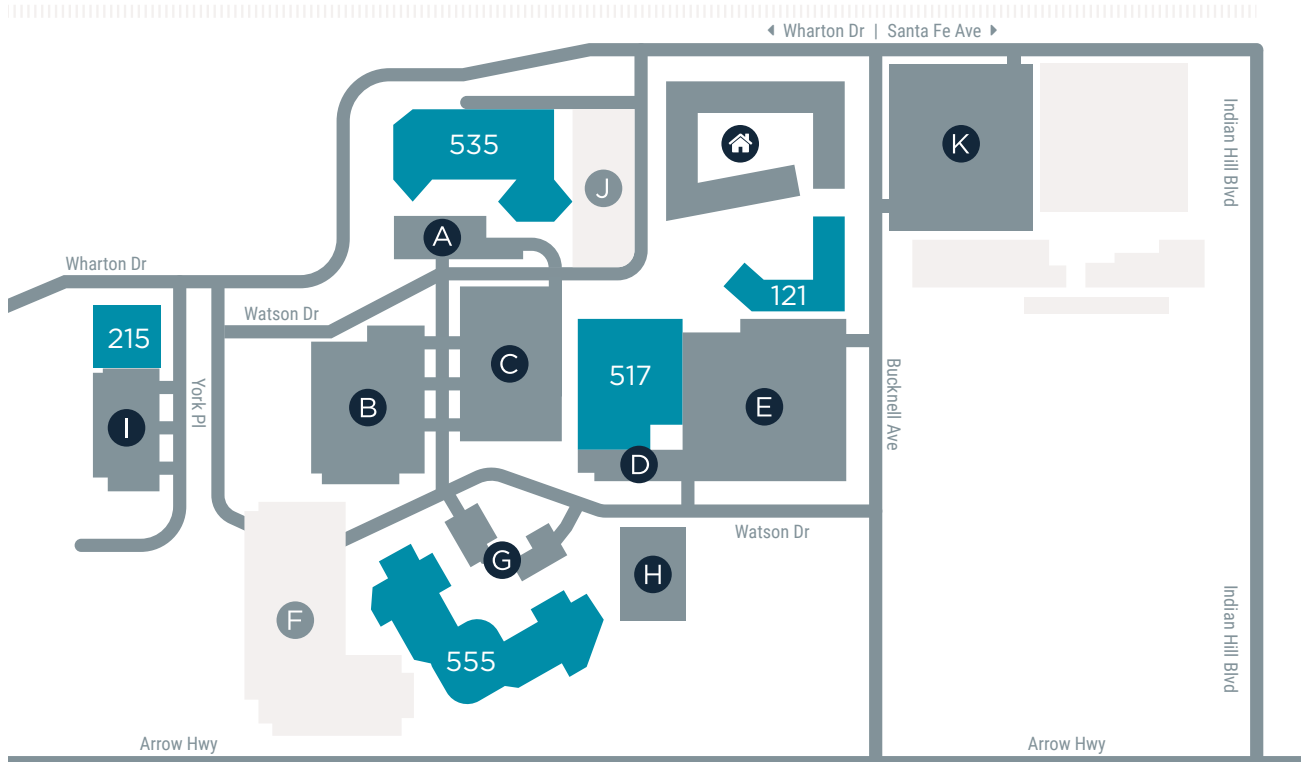 Wharton Dr | Santa Fe Ave
535
K
Indian Hill Blvd
J
A
Wharton Dr
121
Watson Dr
215
C
517
B
E
York Pl
Bucknell Ave
I
D
Watson Dr
G
H
F
555
Indian Hill Blvd
Arrow Hwy
Arrow Hwy